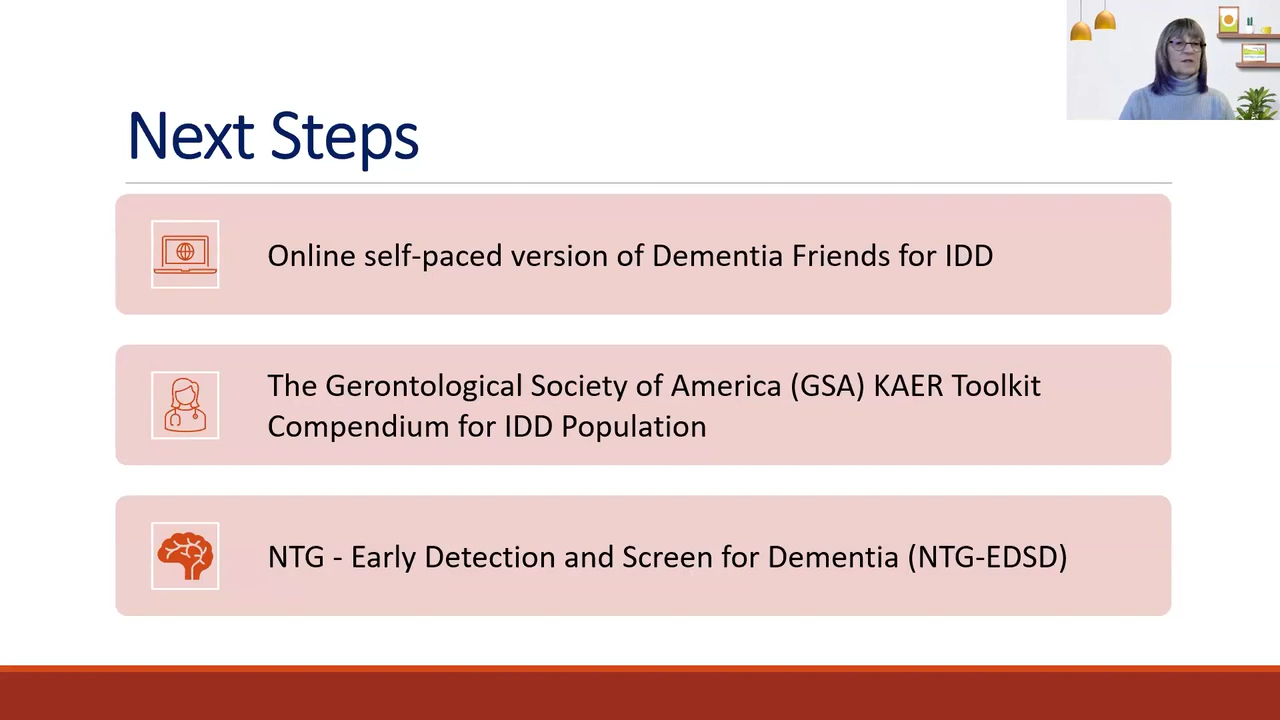 Next Steps
Online self-paced version of Dementia Friends for IDD
The Gerontological Society of America (GSA) KAER Toolkit
Compendium for IDD Population
NTG - Early Detection and Screen for Dementia (NTG-EDSD)